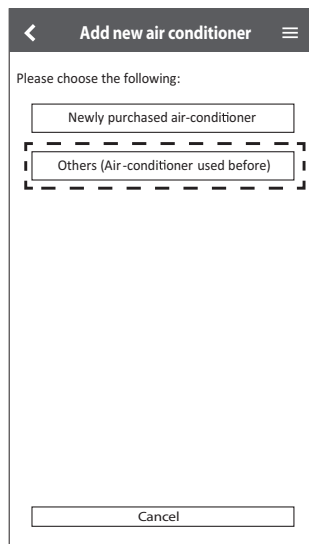 Add new air conditioner
Please choose the following:
Newly purchased air-conditioner
Others (Air-conditioner used before)
Cancel